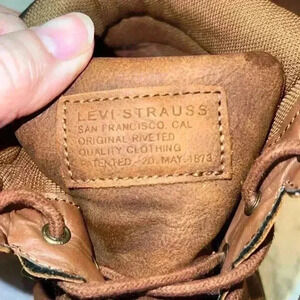 LEVI STRAUSS
SAN FRANCISCO, CAL
ORIGINAL RIVETED
QUALITY CLOTHING
PATENTED - 20. MAY. 1873